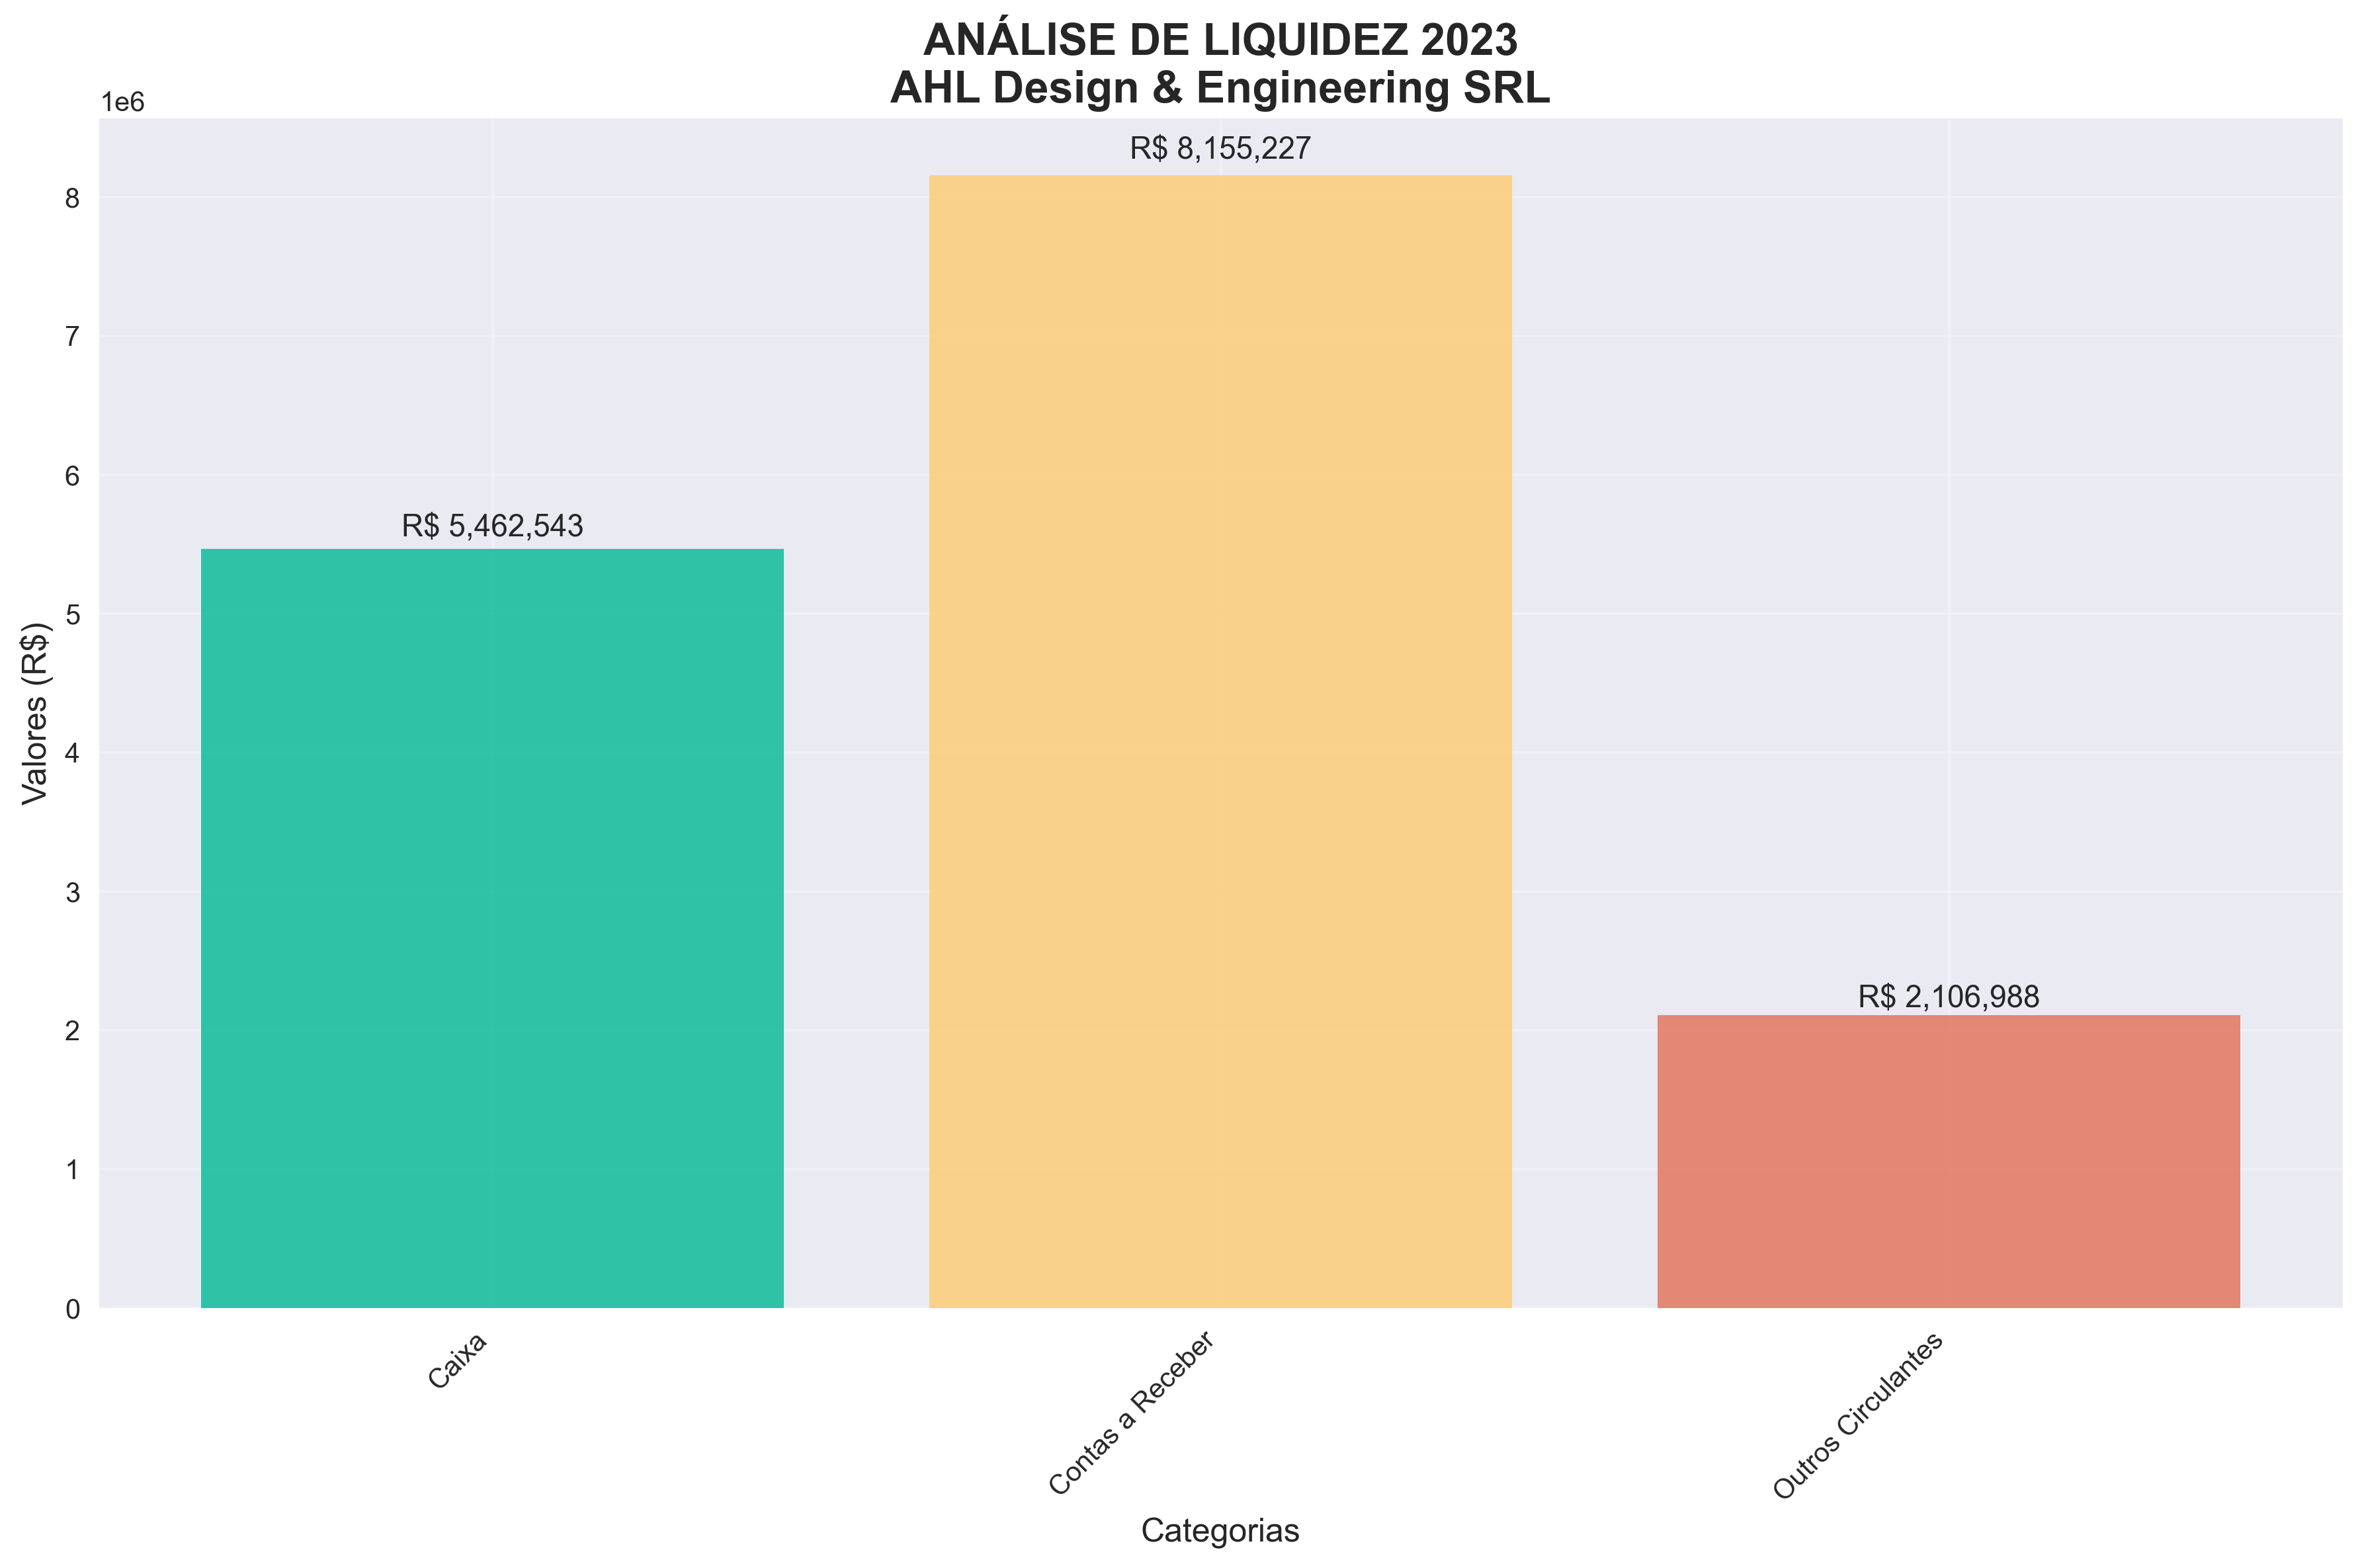 ANÁLISE DE LIQUIDEZ 2023
AHL Design & Engineering SRL
1e6
R$ 8,155,227
8
7
6
R$ 5,462,543
5
Valores (R$)
4
3
R$ 2,106,988
2
1
0
Caixa
Contas a Receber
Outros Circulantes
Categorias